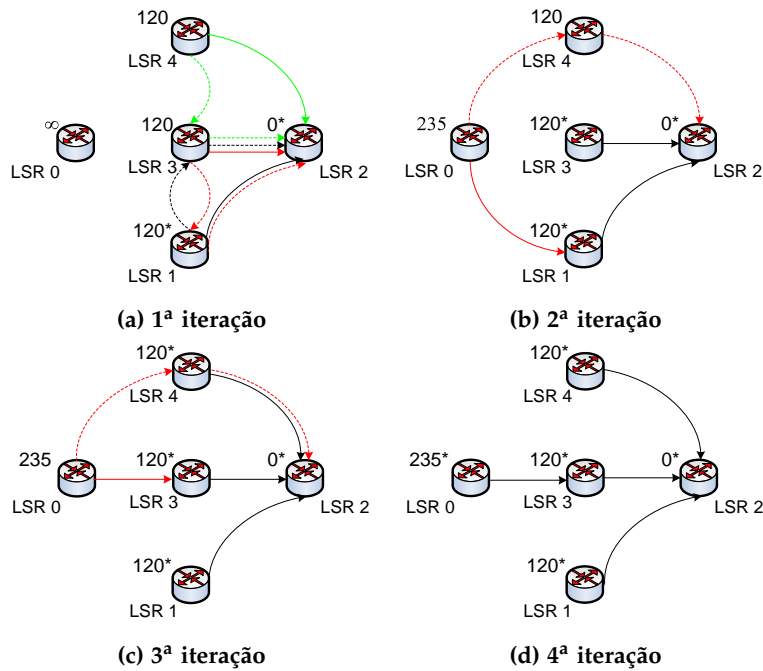 120
LSR 4
∞
LSR 0
120
LSR 3
0*
LSR 2
120*
LSR 1
(a) 1ª iteração
120
LSR 4
235
LSR 0
120*
LSR 3
0*
LSR 2
120*
LSR 1
(b) 2ª iteração
120*
LSR 4
235
LSR 0
120*
LSR 3
0*
LSR 2
120*
LSR 1
(c) 3ª iteração
120*
LSR 4
235*
LSR 0
120*
LSR 3
0*
LSR 2
120*
LSR 1
(d) 4ª iteração